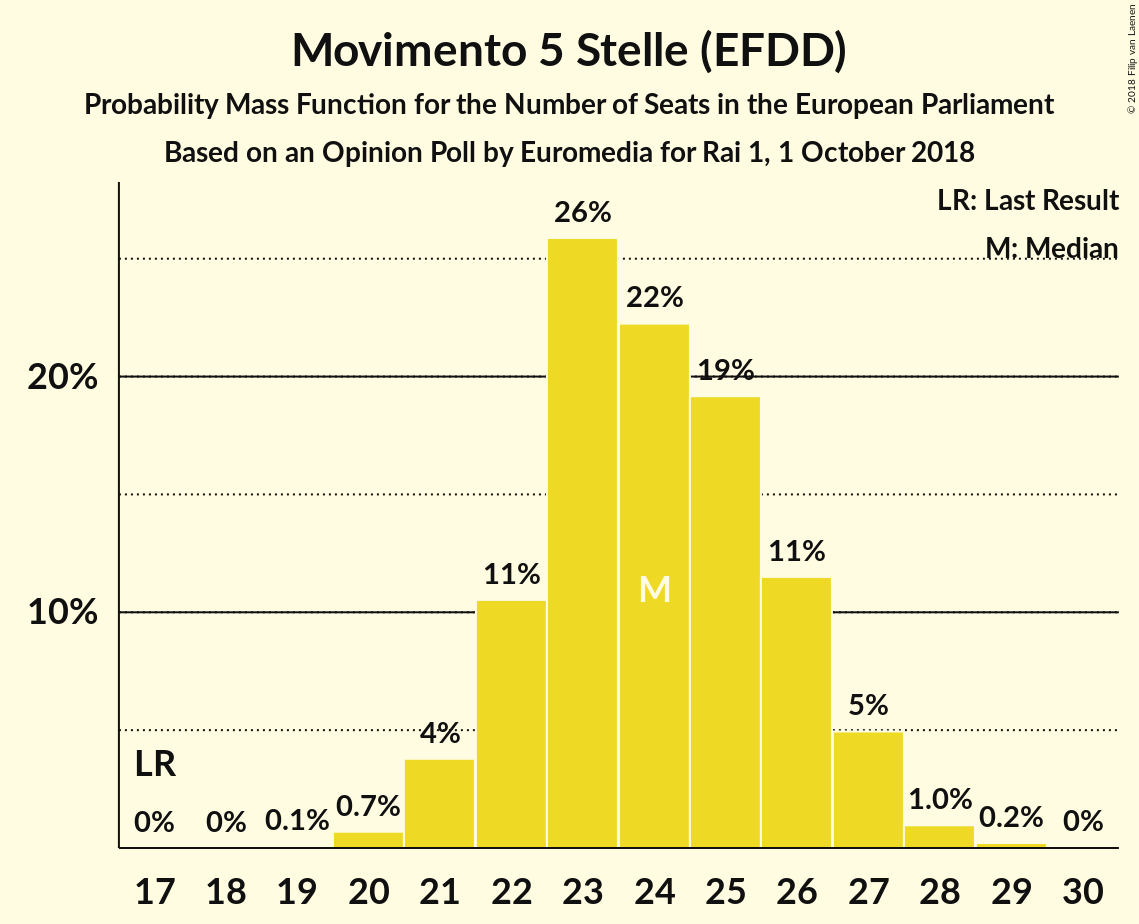 Movimento 5 Stelle (EFDD)
Probability Mass Function for the Number of Seats in the European Parliament
Based on an Opinion Poll by Euromedia for Rai 1, 1 October 2018
© 2018 Filip van Laenen
LR: Last Result
M: Median
26%
22%
20%
19%
11%
11%
M
10%
5%
4%
LR
0% 0% 0.1% 0.7% 1.0% 0.2% 0%
17 18 19 20 21 22 23 24 25 26 27 28 29 30